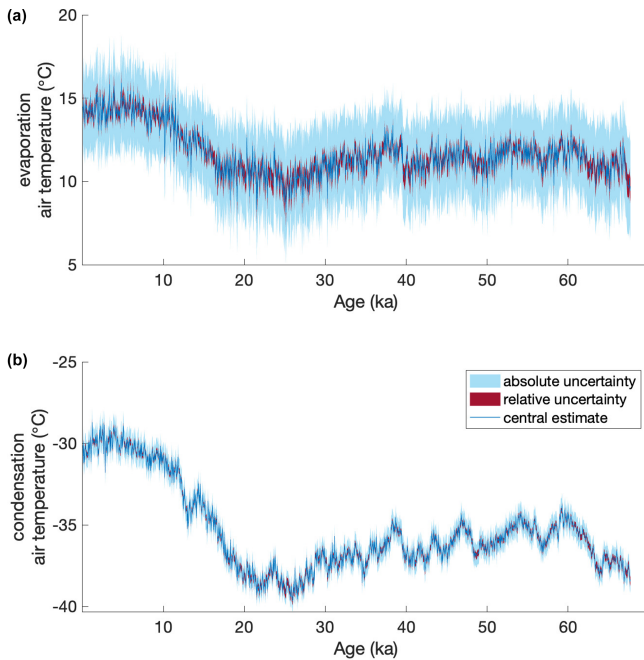 (a)
20
15
10
5
evaporation
air temperature (°C)
10 20 30 40 50 60
Age (ka)
(b)
-25
-30
-35
-40
condensation
air temperature (°C)
absolute uncertainty
relative uncertainty
central estimate
10 20 30 40 50 60
Age (ka)